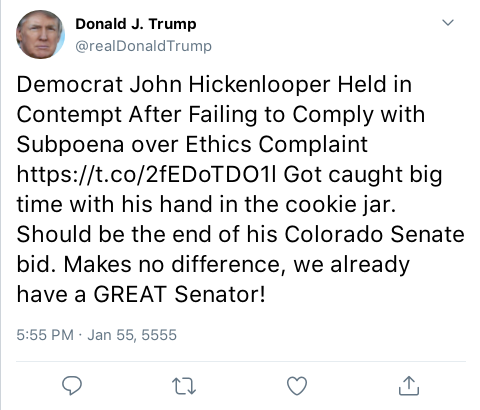 Donald J. Trump
@realDonaldTrump
Democrat John Hickenlooper Held in
Contempt After Failing to Comply with
Subpoena over Ethics Complaint
https://t.co/2fEDoTDO1l Got caught big
time with his hand in the cookie jar.
Should be the end of his Colorado Senate
bid. Makes no difference, we already
have a GREAT Senator!
5:55 PM · Jan 55, 5555